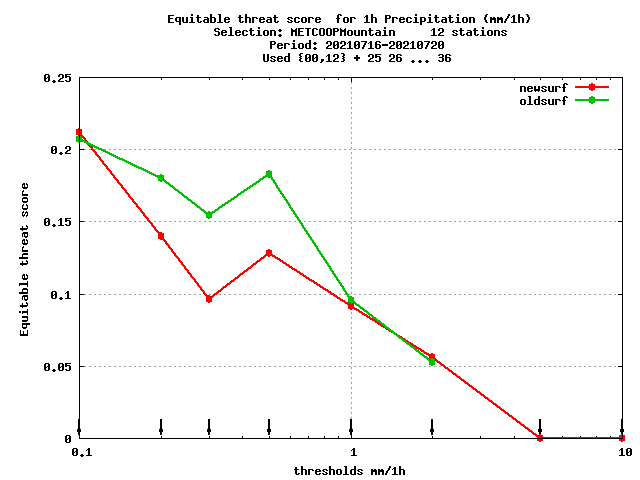 Equitable threat score  for 1h Precipitation (mm/1h)
Selection: METCOOPMountain     12 stations
Period: 20210716-20210720
Used {00,12} + 25 26 ... 36
newsurf
oldsurf
0.25
0.2
0.15
0.1
0.05
0
Equitable threat score
0.1
1
10
thresholds mm/1h